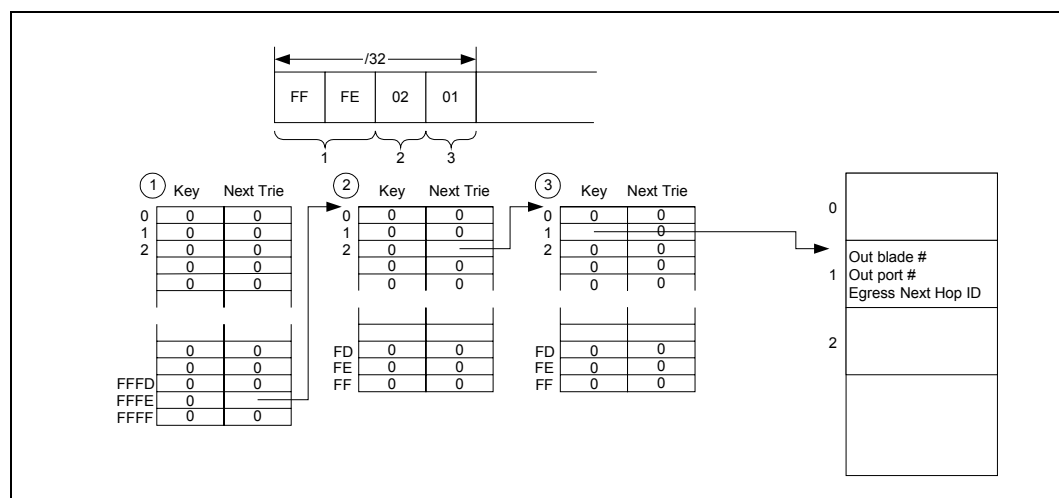 /32
FF FE 02 01
1 2 3
1 Key Next Trie
0 0 0
1 0 0
2 0 0
0 0
0 0
0 0
0 0
FFFD 0 0
FFFE 0
FFFF 0 0
2 Key Next Trie
0 0 0
1 0 0
2 0
0 0
0 0
FD 0 0
FE 0 0
FF 0 0
3 Key Next Trie
0 0 0
1 0
2 0 0
0 0
0 0
FD 0 0
FE 0 0
FF 0 0
0
Out blade #
1 Out port #
Egress Next Hop ID
2